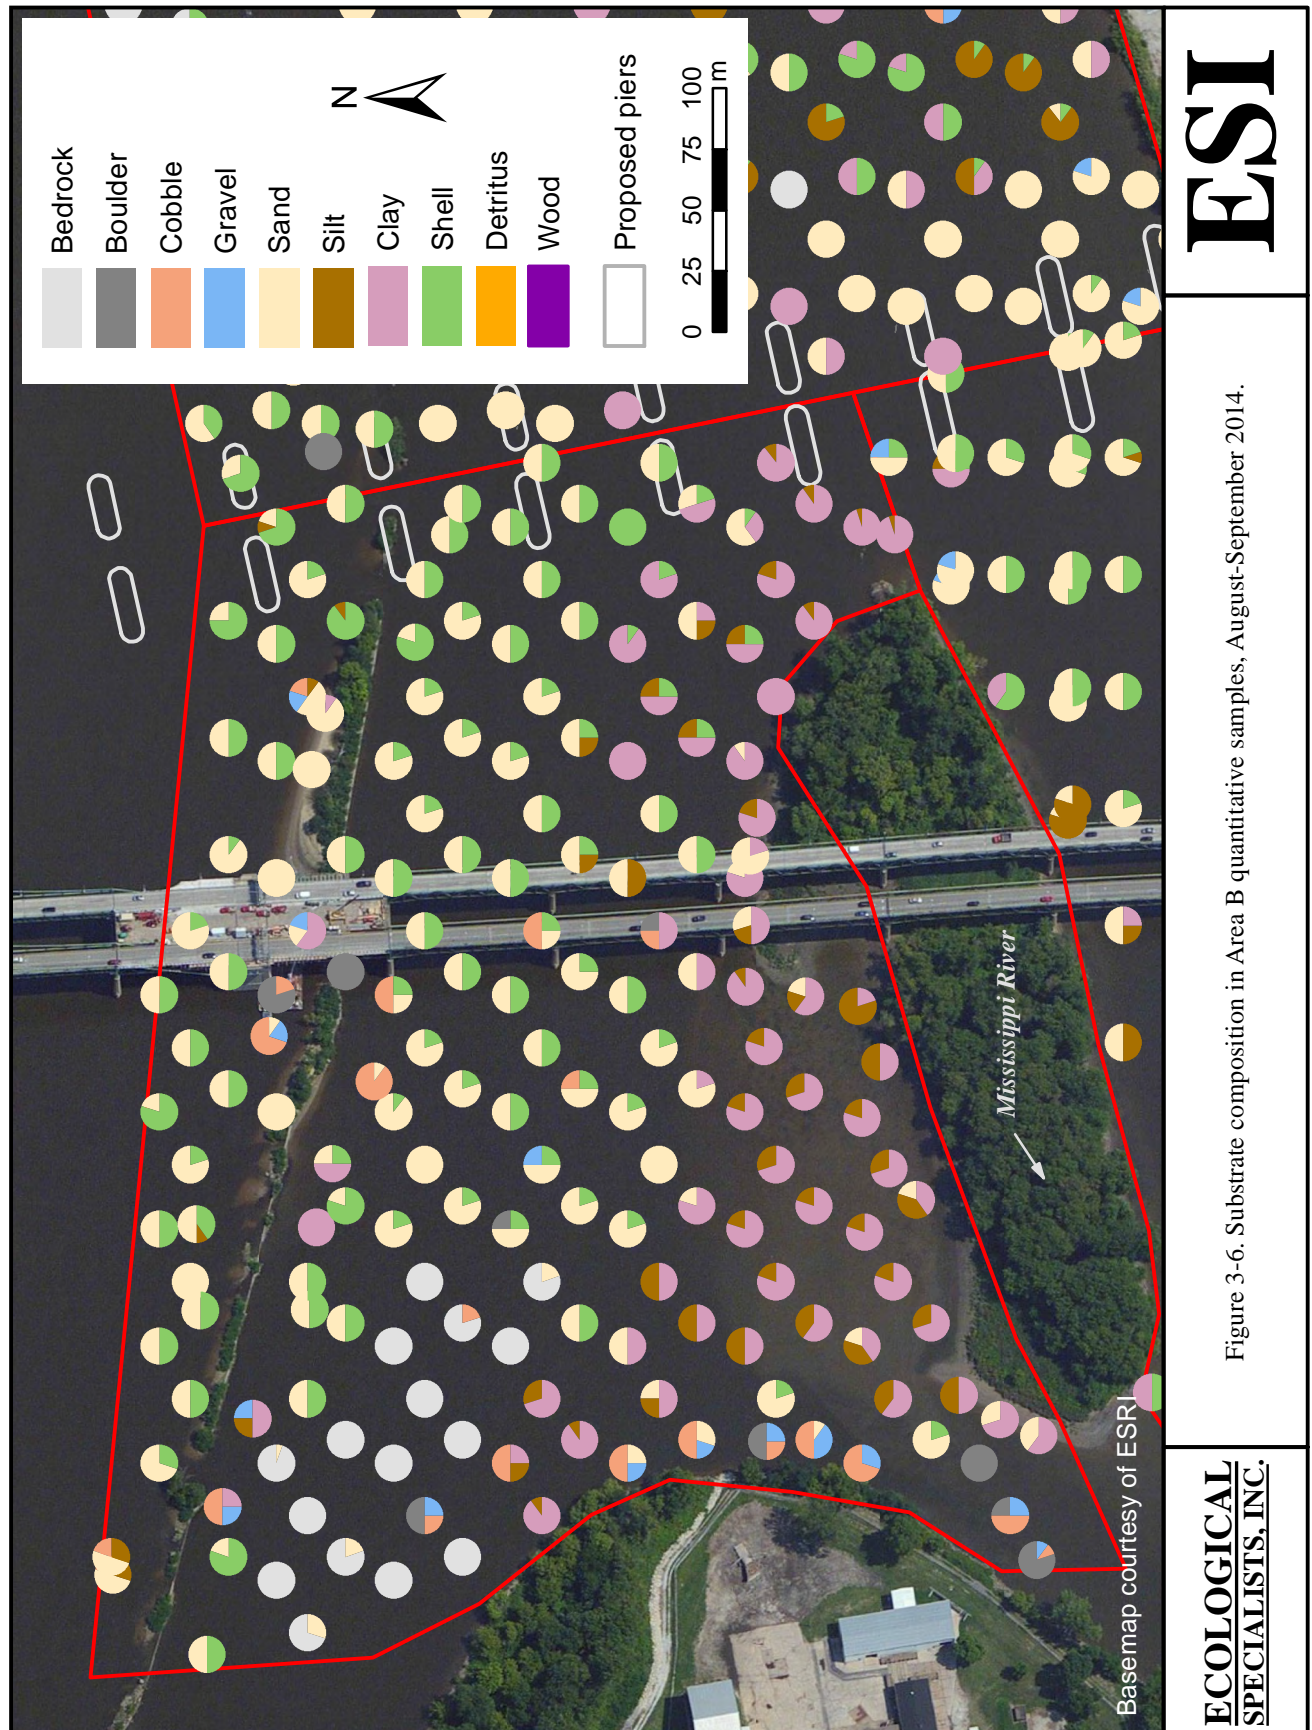 Bedrock
Boulder
Cobble
Gravel
Sand
Silt
Clay
Shell
Detritus
Wood
Proposed piers
N
0 25 50 75 100 m
Mississippi River
Basemap courtesy of ESRI
ECOLOGICAL
SPECIALISTS, INC.
Figure 3-6. Substrate composition in Area B quantitative samples, August-September 2014.
ESI